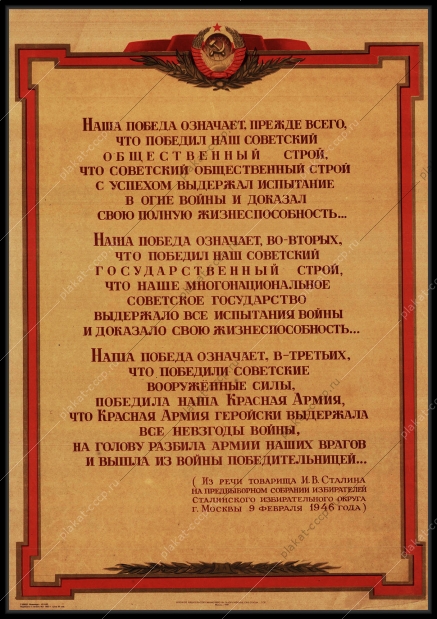 НАША ПОБЕДА ОЗНАЧАЕТ, ПРЕЖДЕ ВСЕГО,
ЧТО ПОБЕДИЛ НАШ СОВЕТСКИЙ
ОБЩЕСТВЕННЫЙ СТРОЙ,
ЧТО СОВЕТСКИЙ ОБЩЕСТВЕННЫЙ СТРОЙ
С УСПЕХОМ ВЫДЕРЖАЛ ИСПЫТАНИЕ
В ОГНЕ ВОЙНЫ И ДОКАЗАЛ
СВОЮ ПОЛНУЮ ЖИЗНЕСПОСОБНОСТЬ...
НАША ПОБЕДА ОЗНАЧАЕТ, ВО-ВТОРЫХ,
ЧТО ПОБЕДИЛ НАШ СОВЕТСКИЙ
ГОСУДАРСТВЕННЫЙ СТРОЙ,
ЧТО НАШЕ МНОГОНАЦИОНАЛЬНОЕ
СОВЕТСКОЕ ГОСУДАРСТВО
ВЫДЕРЖАЛО ВСЕ ИСПЫТАНИЯ ВОЙНЫ
И ДОКАЗАЛО СВОЮ ЖИЗНЕСПОСОБНОСТЬ...
НАША ПОБЕДА ОЗНАЧАЕТ, В-ТРЕТЬИХ,
ЧТО ПОБЕДИЛИ СОВЕТСКИЕ
ВООРУЖЁННЫЕ СИЛЫ,
ПОБЕДИЛА НАША КРАСНАЯ АРМИЯ,
ЧТО КРАСНАЯ АРМИЯ ГЕРОЙСКИ ВЫДЕРЖАЛА
ВСЕ НЕВЗГОДЫ ВОЙНЫ,
НА ГОЛОВУ РАЗБИЛА АРМИИ НАШИХ ВРАГОВ
И ВЫШЛА ИЗ ВОЙНЫ ПОБЕДИТЕЛЬНИЦЕЙ...
(ИЗ РЕЧИ ТОВАРИЩА И.В.СТАЛИНА
НА ПРЕДВЫБОРНОМ СОБРАНИИ ИЗБИРАТЕЛЕЙ
СТАЛИНСКОГО ИЗБИРАТЕЛЬНОГО ОКРУГА
Г. МОСКВЫ 9 ФЕВРАЛЯ 1946 ГОДА)
plakat-cccp.ru